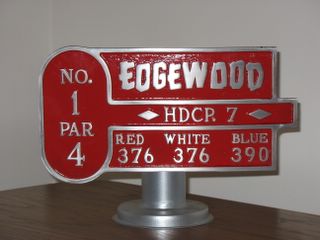 NO.
1
PAR
4
EDGEWOOD
HDCP. 7
RED WHITE BLUE
376 376 390